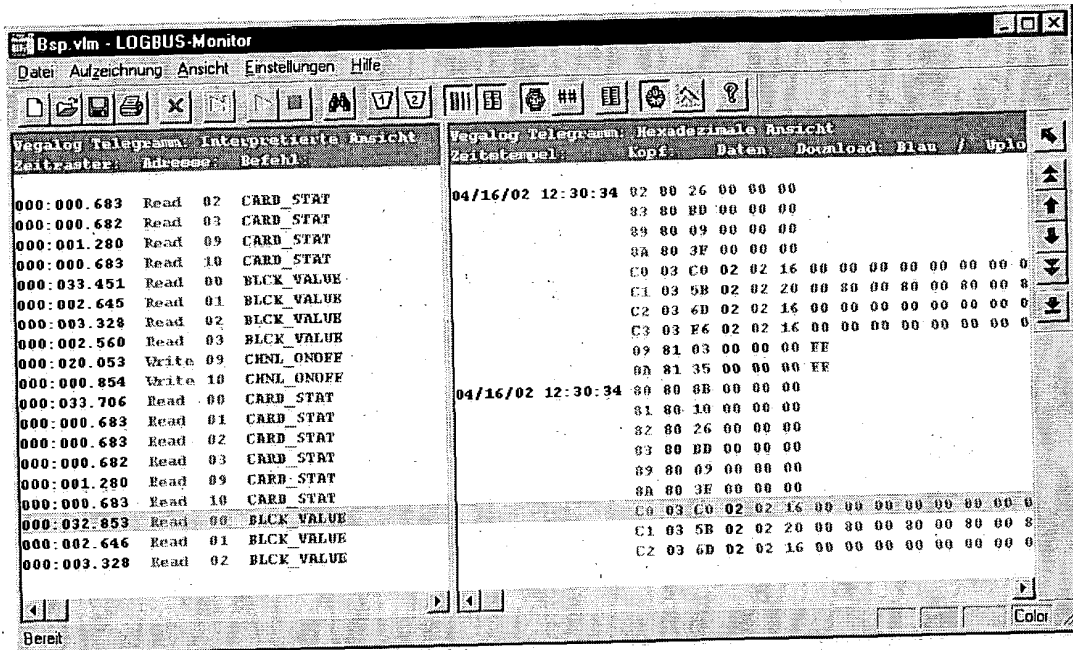 Bsp.vlm - LOGBUS-Monitor
Datei Aufzeichnung Ansicht Einstellungen Hilfe
Vegalog Telegramm: Interpretierte Ansicht
Zeitraster: Adresse: Befehl:
000:000.683 Read 02 CARD_STAT
000:000.682 Read 03 CARD_STAT
000:001.280 Read 09 CARD_STAT
000:000.683 Read 10 CARD_STAT
000:033.451 Read 00 BLCK_VALUE
000:002.645 Read 01 BLCK_VALUE
000:003.328 Read 02 BLCK_VALUE
000:002.560 Read 03 BLCK_VALUE
000:020.053 Write 09 CHNL_ONOFF
000:000.854 Write 10 CHNL_ONOFF
000:033.706 Read 00 CARD_STAT
000:000.683 Read 01 CARD_STAT
000:000.683 Read 02 CARD_STAT
000:000.682 Read 03 CARD_STAT
000:001.280 Read 09 CARD_STAT
000:000.683 Read 10 CARD_STAT
000:032.853 Read 00 BLCK_VALUE
000:002.646 Read 01 BLCK_VALUE
000:003.328 Read 02 BLCK_VALUE
Vegalog Telegramm: Hexadezimale Ansicht
Zeitstempel: Kopf: Daten: Download: Blau / Uplo
04/16/02 12:30:34 82 80 26 00 00 00
83 80 BD 00 00 00
89 80 09 00 00 00
8A 80 3F 00 00 00
C0 03 C0 02 02 16 00 00 00 00 00 00 00 0
C1 03 5B 02 02 20 00 80 00 80 00 80 00 8
C2 03 6D 02 02 16 00 00 00 00 00 00 00 0
C3 03 F6 02 02 16 00 00 00 00 00 00 00 0
09 81 03 00 00 00 FF
0A 81 35 00 00 00 FF
04/16/02 12:30:34 80 80 8B 00 00 00
81 80 10 00 00 00
82 80 26 00 00 00
83 80 BD 00 00 00
89 80 09 00 00 00
8A 80 3F 00 00 00
C0 03 C0 02 02 16 00 00 00 00 00 00 00 0
C1 03 5B 02 02 20 00 80 00 80 00 80 00 8
C2 03 6D 02 02 16 00 00 00 00 00 00 00 0
Color
Bereit